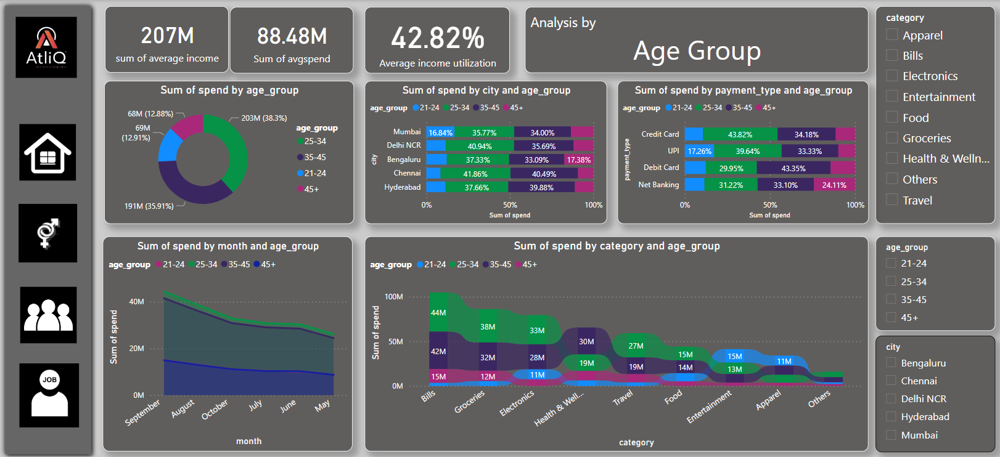 AtliQ
technologies
JOB
207M
sum of average income
88.48M
Sum of avgspend
42.82%
Average income utilization
Analysis by
Age Group
Sum of spend by age_group
68M (12.88%)
69M
(12.91%)
203M (38.3%)
191M (35.91%)
age_group
25-34
35-45
21-24
45+
Sum of spend by city and age_group
age_group 21-24 25-34 35-45 45+
city
Mumbai 16.84% 35.77% 34.00%
Delhi NCR 40.94% 35.69%
Bengaluru 37.33% 33.09% 17.38%
Chennai 41.86% 40.49%
Hyderabad 37.66% 39.88%
0% 50% 100%
Sum of spend
Sum of spend by payment_type and age_group
age_group 21-24 25-34 35-45 45+
payment_type
Credit Card 43.82% 34.18%
UPI 17.26% 39.64% 33.33%
Debit Card 29.95% 43.35%
Net Banking 31.22% 33.10% 24.11%
0% 50% 100%
Sum of spend
category
Apparel
Bills
Electronics
Entertainment
Food
Groceries
Health & Welln...
Others
Travel
Sum of spend by month and age_group
age_group 21-24 25-34 35-45 45+
Sum of spend
40M
20M
0M
September August October July June May
month
Sum of spend by category and age_group
age_group 21-24 25-34 35-45 45+
Sum of spend
100M
50M
0M
44M 42M 15M
38M 32M 12M
33M 28M 11M
30M 19M
27M 19M
15M 14M
15M 13M
11M
Bills Groceries Electronics Health & Well... Travel Food Entertainment Apparel Others
category
age_group
21-24
25-34
35-45
45+
city
Bengaluru
Chennai
Delhi NCR
Hyderabad
Mumbai